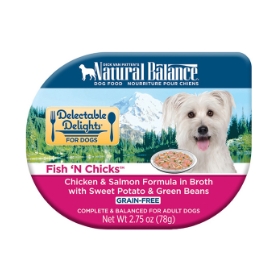 DICK VAN PATTEN'S
Natural Balance
DOG FOOD NOURRITURE POUR CHIENS
Delectable
Delights
FOR DOGS
Fish 'N Chicks™
Chicken & Salmon Formula in Broth
with Sweet Potato & Green Beans
GRAIN-FREE
COMPLETE & BALANCED FOR ADULT DOGS
Net Wt. 2.75 oz (78g)